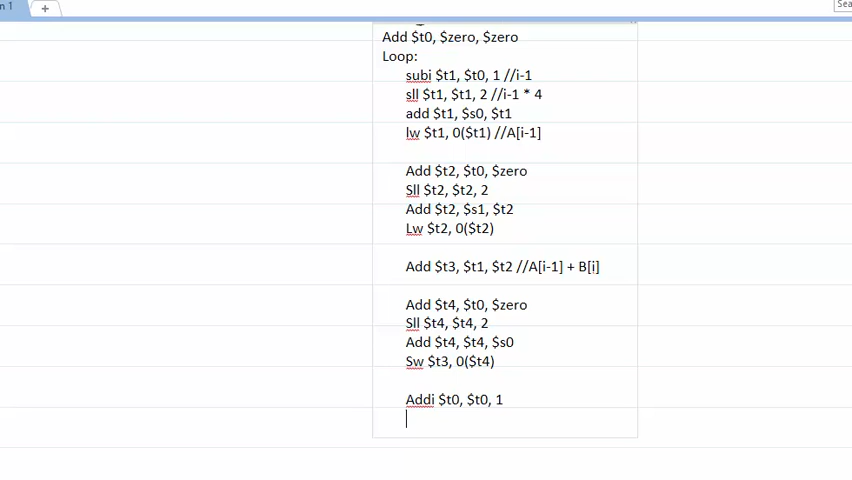 n 1
Sea
Add $t0, $zero, $zero
Loop:
subi $t1, $t0, 1 //i-1
sll $t1, $t1, 2 //i-1 * 4
add $t1, $s0, $t1
lw $t1, 0($t1) //A[i-1]
Add $t2, $t0, $zero
Sll $t2, $t2, 2
Add $t2, $s1, $t2
Lw $t2, 0($t2)
Add $t3, $t1, $t2 //A[i-1] + B[i]
Add $t4, $t0, $zero
Sll $t4, $t4, 2
Add $t4, $t4, $s0
Sw $t3, 0($t4)
Addi $t0, $t0, 1